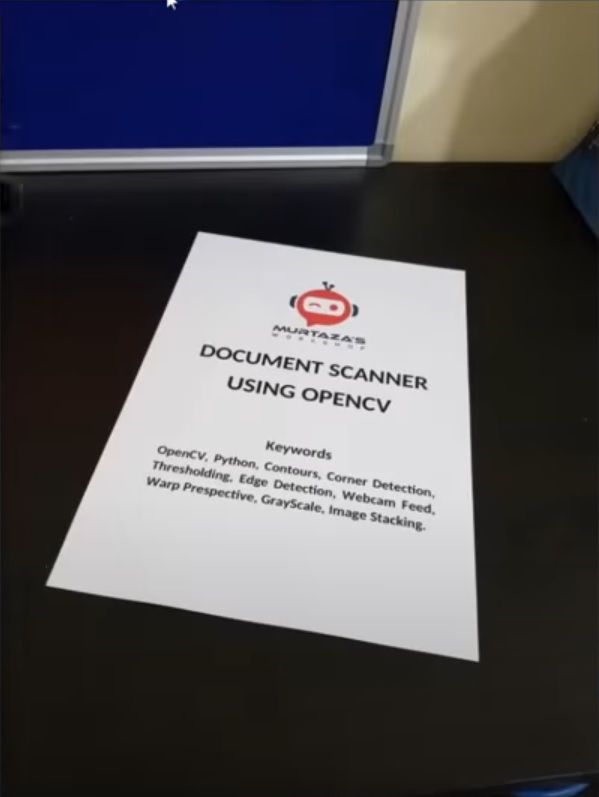 MURTAZA'S
WORKSHOP
DOCUMENT SCANNER
USING OPENCV
Keywords
OpenCV, Python, Contours, Corner Detection,
Thresholding, Edge Detection, Webcam Feed,
Warp Prespective, GrayScale, Image Stacking.